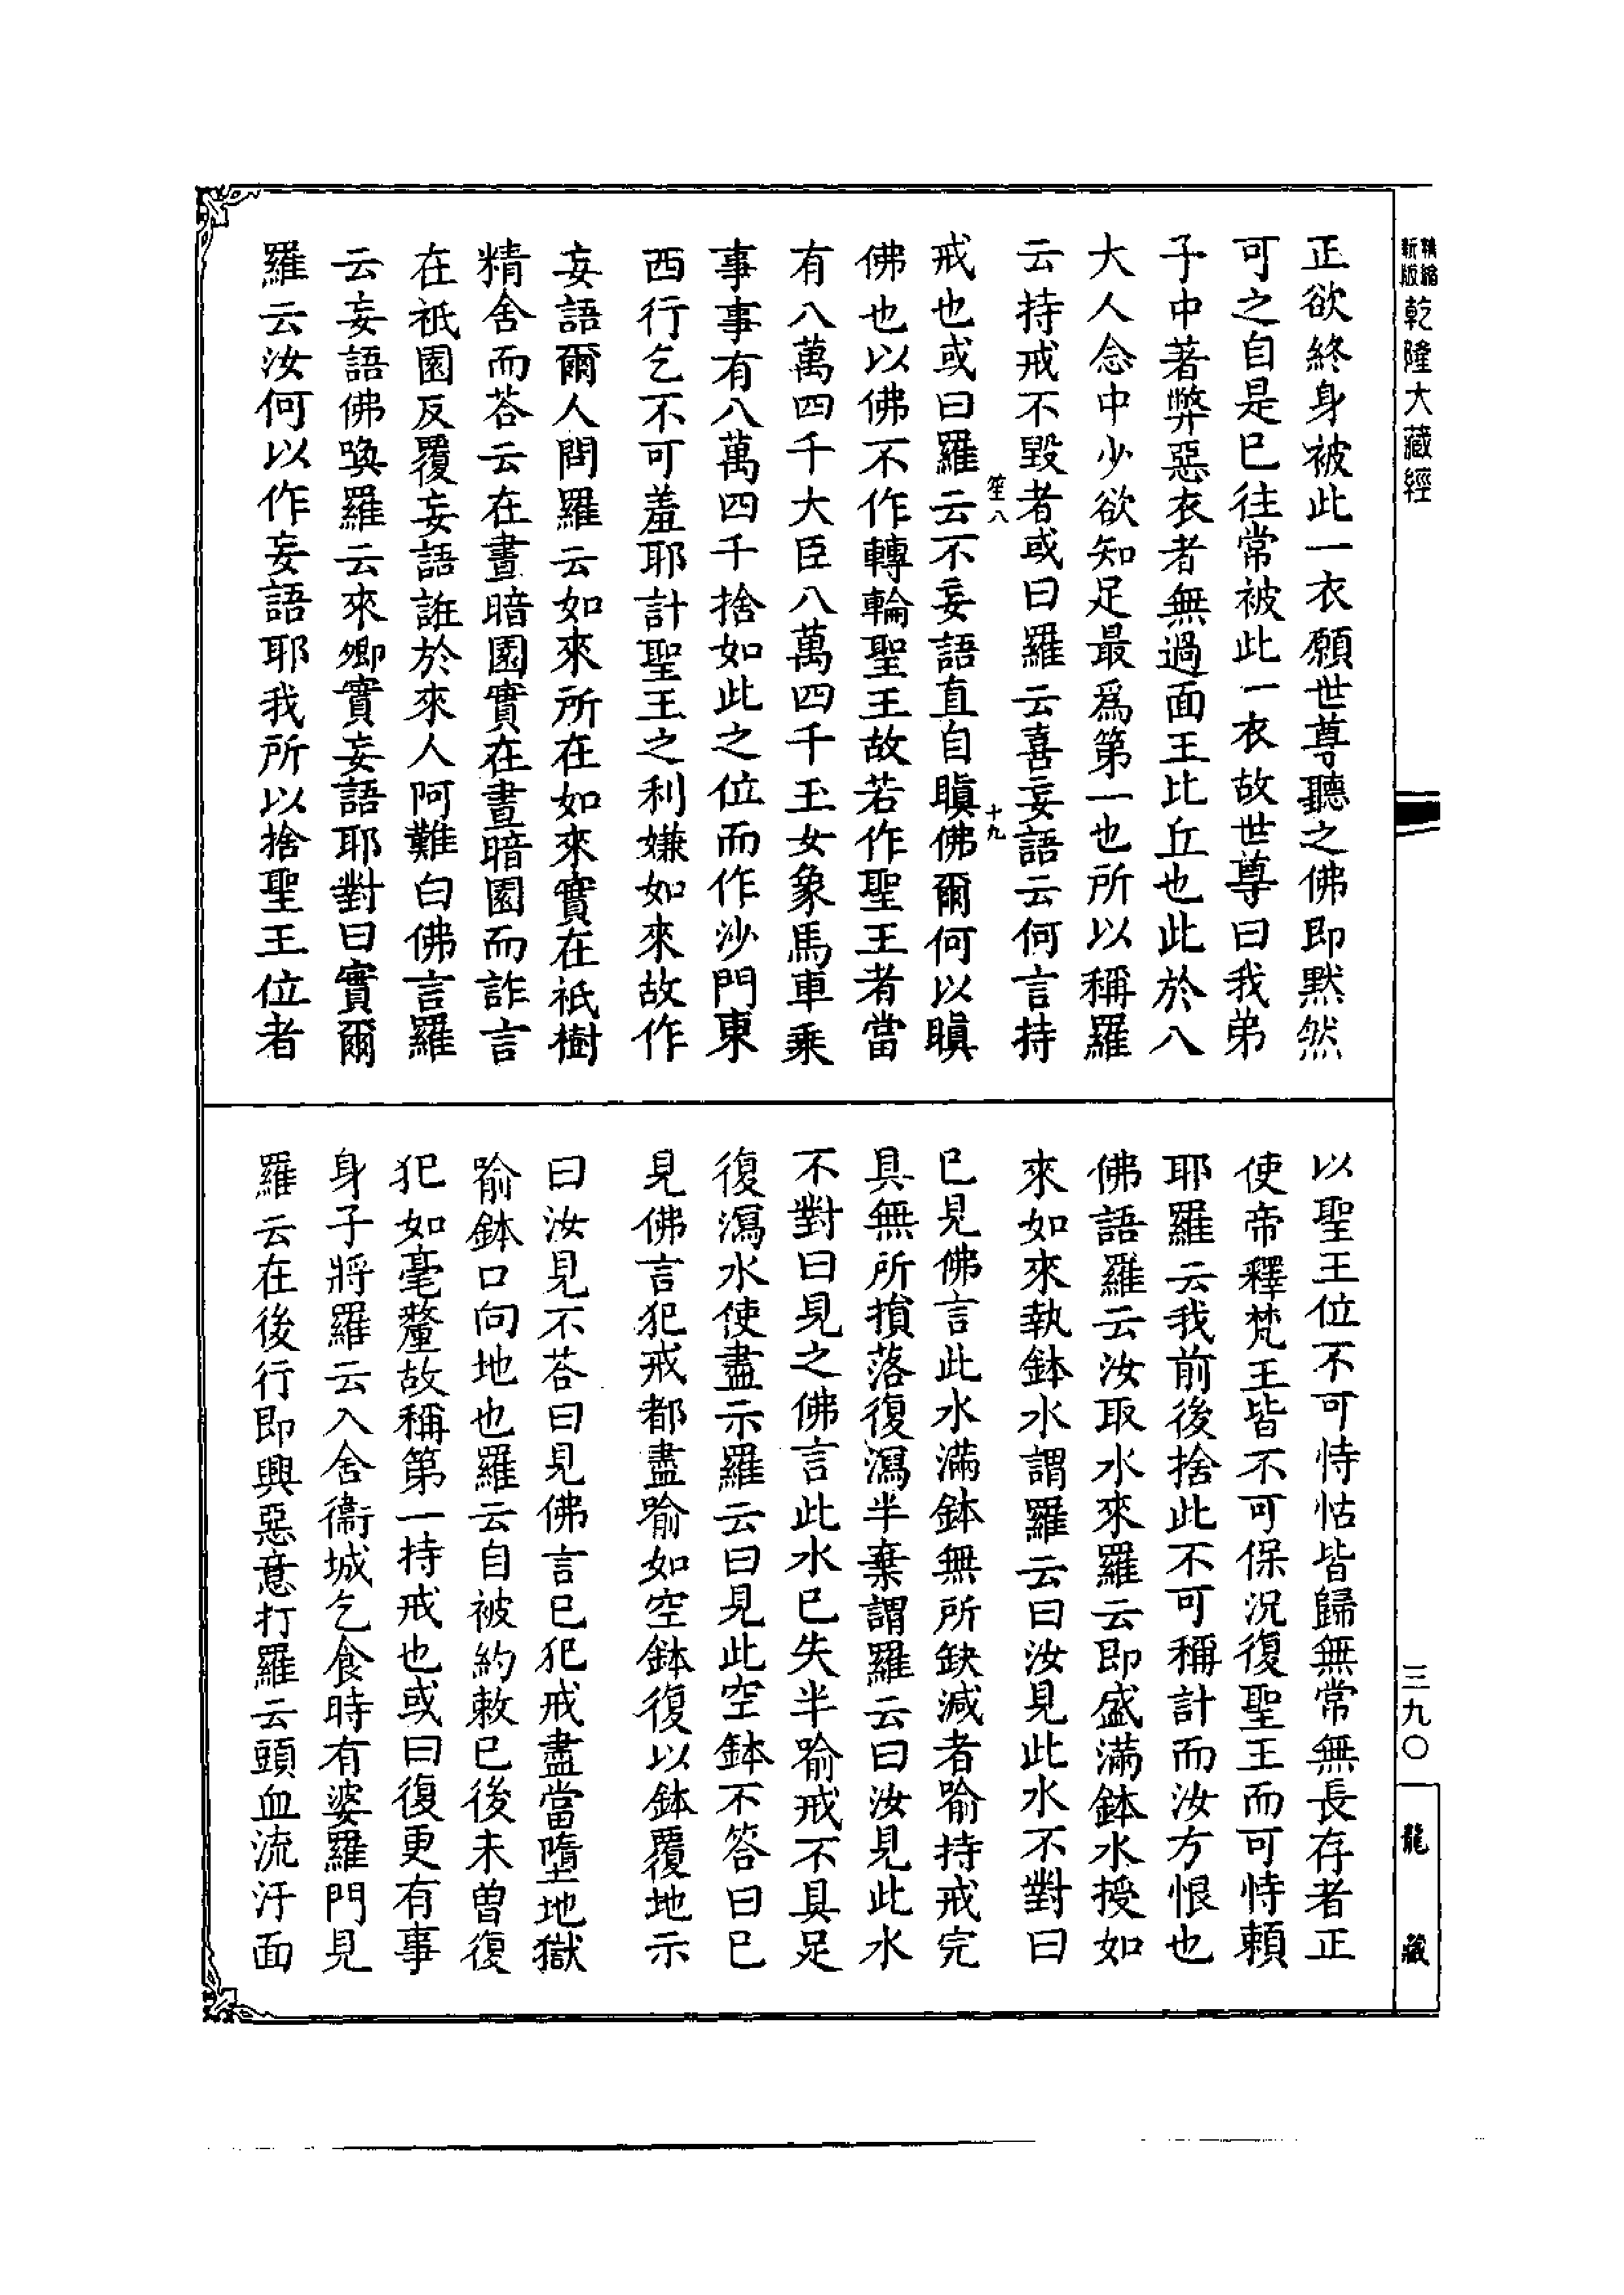 精縮
新版
乾隆大藏經
正欲終身被此一衣願世尊聽之佛即默然
可之自是巳往常被此一衣故世尊曰我弟
子中著弊惡衣者無過面王比丘也此於八
大人念中少欲知足最爲第一也所以稱羅
云持戒不毀者或曰羅云喜妄語云何言持
笙八
十九
戒也或曰羅云不妄語直自瞋佛爾何以瞋
佛也以佛不作轉輪聖王故若作聖王者當
有八萬四千大臣八萬四千玉女象馬車乘
事事有八萬四千捨如此之位而作沙門東
西行乞不可羞耶計聖王之利嫌如來故作
妄語爾人問羅云如來所在如來實在祇樹
精舍而荅云在晝暗園實在晝暗園而詐言
在祇園反覆妄語誑於來人阿難白佛言羅
云妄語佛喚羅云來卿實妄語耶對曰實爾
羅云汝何以作妄語耶我所以捨聖王位者
以聖王位不可恃怙皆歸無常無長存者正
使帝釋梵王皆不可保況復聖王而可恃賴
耶羅云我前後捨此不可稱計而汝方恨也
佛語羅云汝取水來羅云即盛滿鉢水授如
來如來執鉢水謂羅云曰汝見此水不對曰
巳見佛言此水滿鉢無所缺減者喻持戒完
具無所損落復瀉半棄謂羅云曰汝見此水
不對曰見之佛言此水巳失半喻戒不具足
復瀉水使盡示羅云曰見此空鉢不答曰巳
見佛言犯戒都盡喻如空鉢復以鉢覆地示
曰汝見不荅曰見佛言巳犯戒盡當墮地獄
喻鉢口向地也羅云自被約敕巳後未曾復
犯如毫釐故稱第一持戒也或曰復更有事
身子將羅云入舍衞城乞食時有婆羅門見
羅云在後行即興惡意打羅云頭血流汙面
三九〇
龍藏